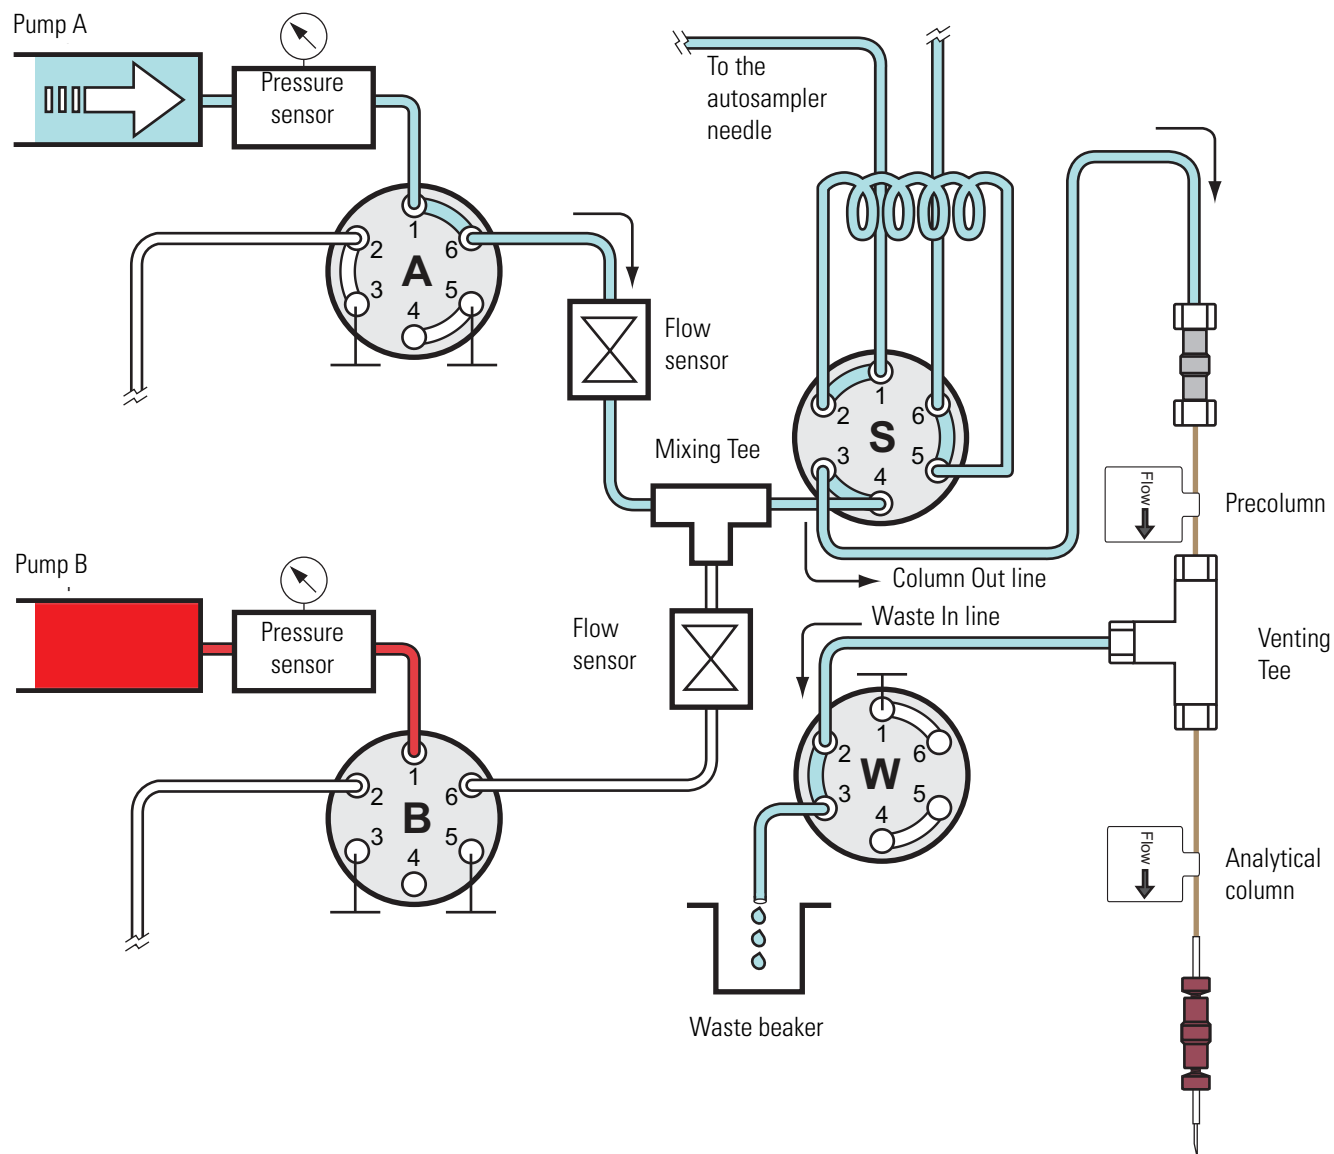 Pump A
Pressure
sensor
To the
autosampler
needle
1
2
6
A
3
5
4
Flow
sensor
1
2
6
S
3
5
4
Mixing Tee
Flow
Precolumn
Pump B
Pressure
sensor
Column Out line
Waste In line
Flow
sensor
Venting
Tee
1
2
6
W
3
5
4
1
2
6
B
3
5
4
Flow
Analytical
column
Waste beaker